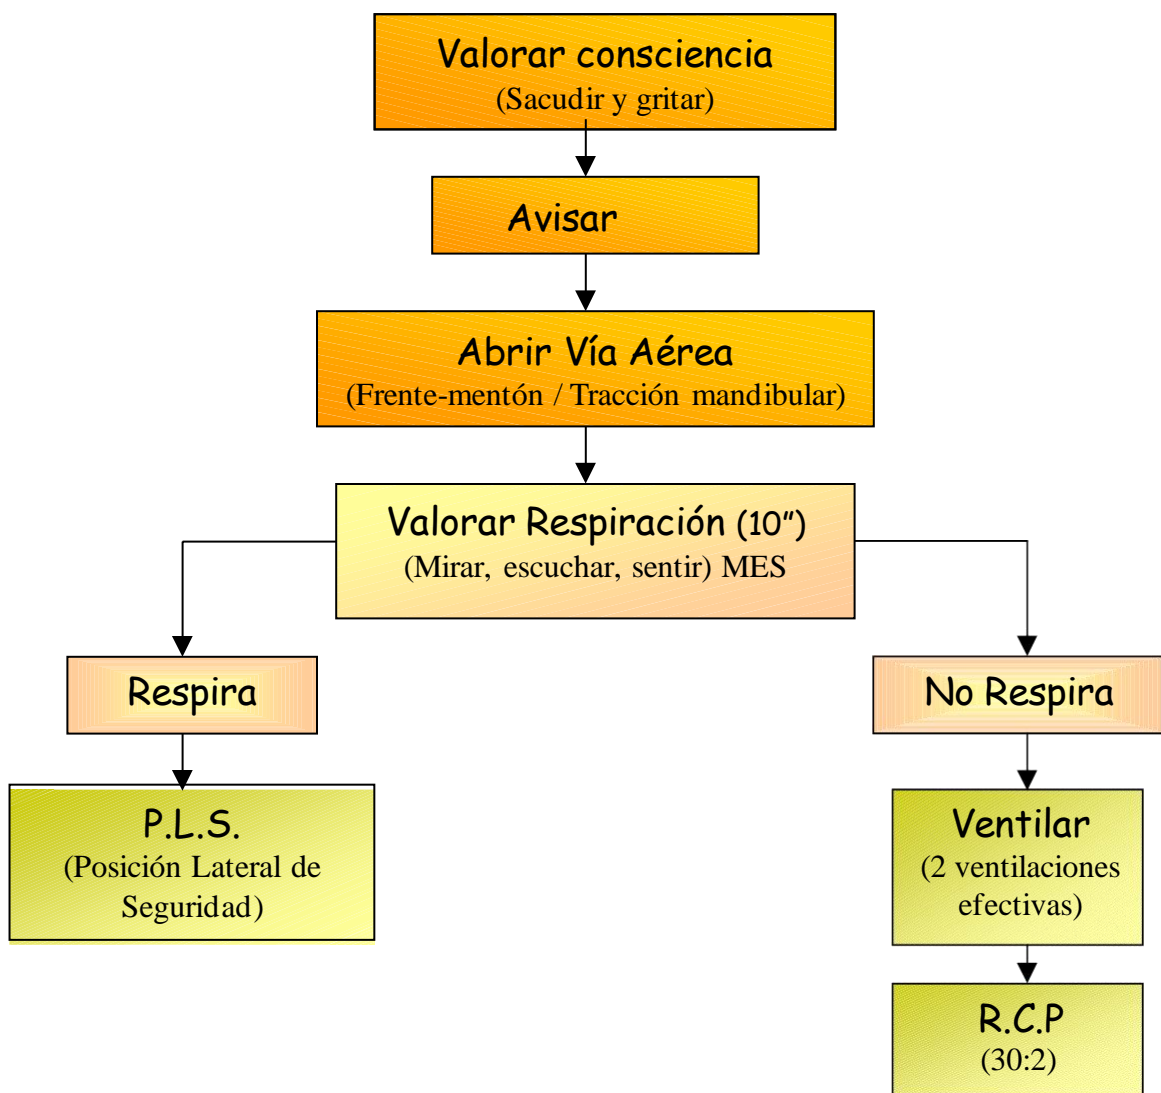 Valorar consciencia
(Sacudir y gritar)
Avisar
Abrir Vía Aérea
(Frente-mentón / Tracción mandibular)
Valorar Respiración (10”)
(Mirar, escuchar, sentir) MES
Respira
No Respira
P.L.S.
(Posición Lateral de
Seguridad)
Ventilar
(2 ventilaciones
efectivas)
R.C.P
(30:2)